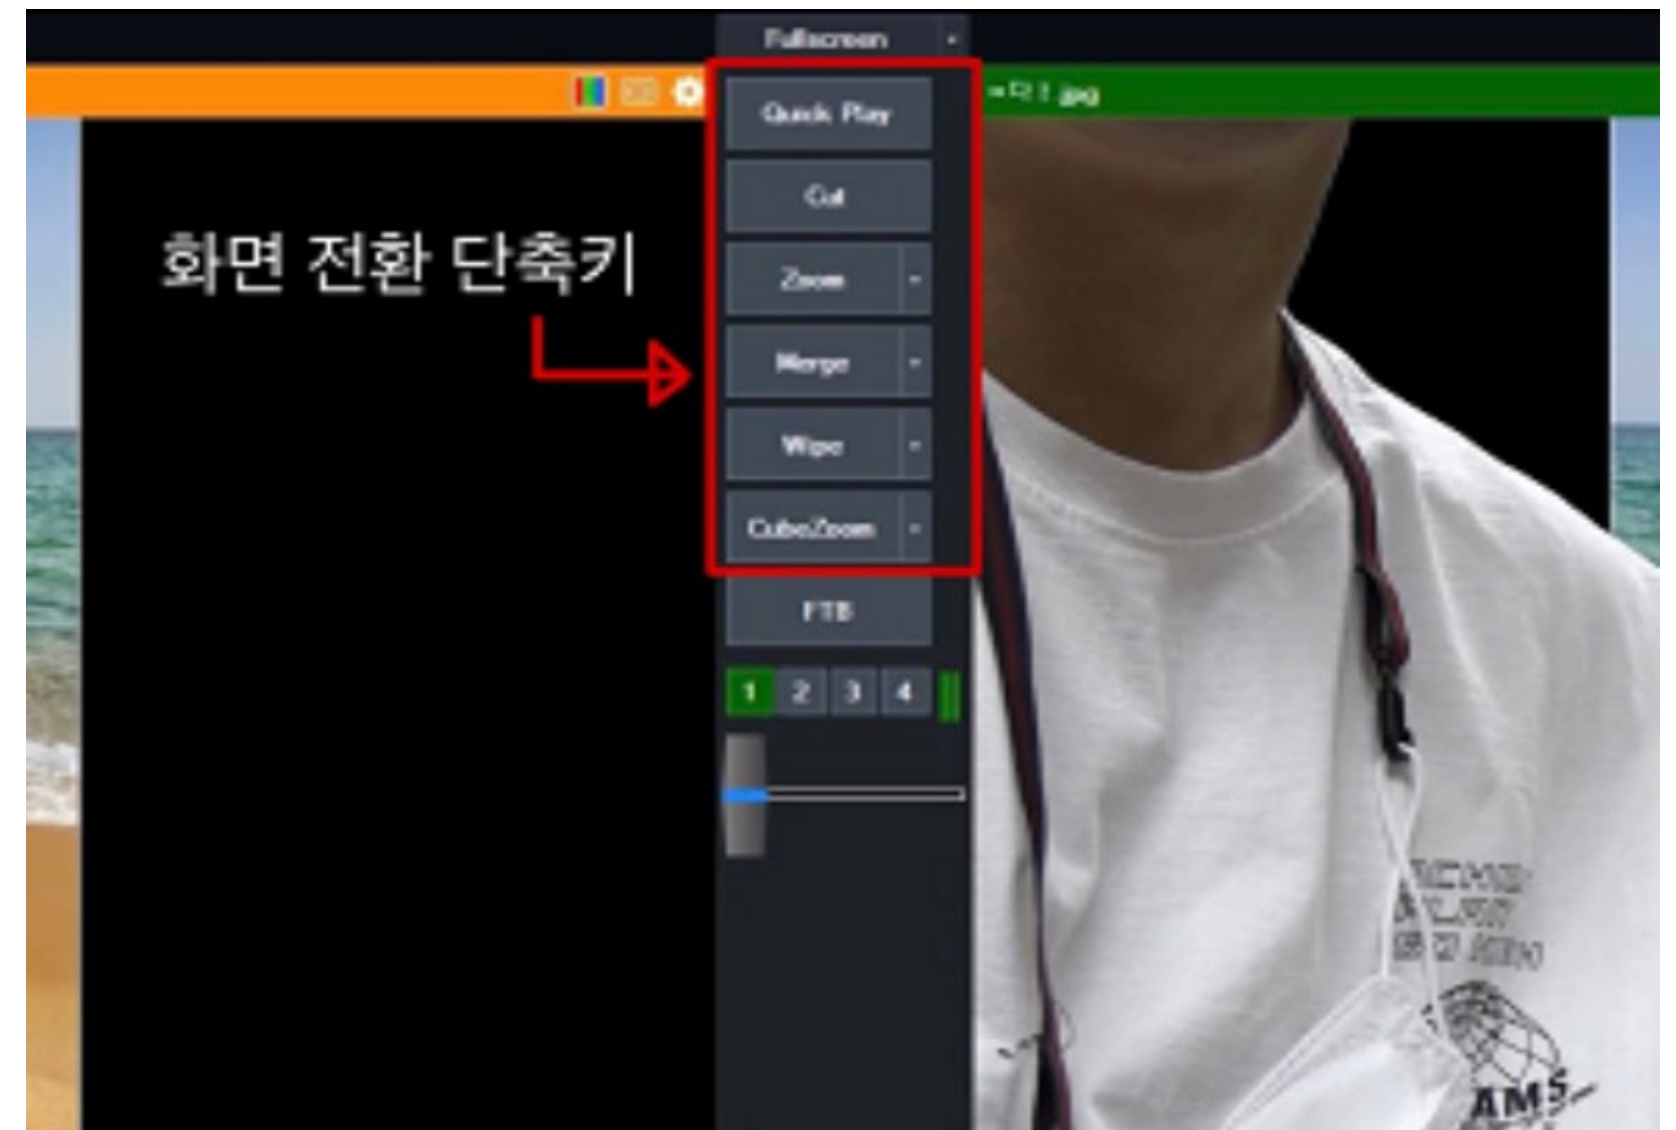 Fullscreen
Quick Play
Cut
화면 전환 단축키
Zoom
Merge
Wipe
CubeZoom
FTB
1 2 3 4
AMS